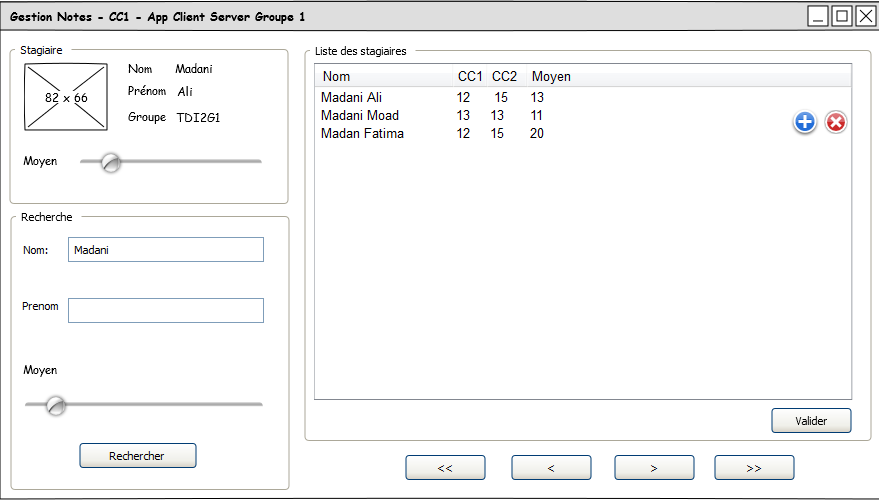 Gestion Notes - CC1 - App Client Server Groupe 1
Stagiaire
82 x 66
Nom Madani
Prénom Ali
Groupe TDI2G1
Moyen
Recherche
Nom: Madani
Prenom
Moyen
Rechercher
Liste des stagiaires
Nom CC1 CC2 Moyen
Madani Ali 12 15 13
Madani Moad 13 13 11
Madan Fatima 12 15 20
Valider
<< < > >>